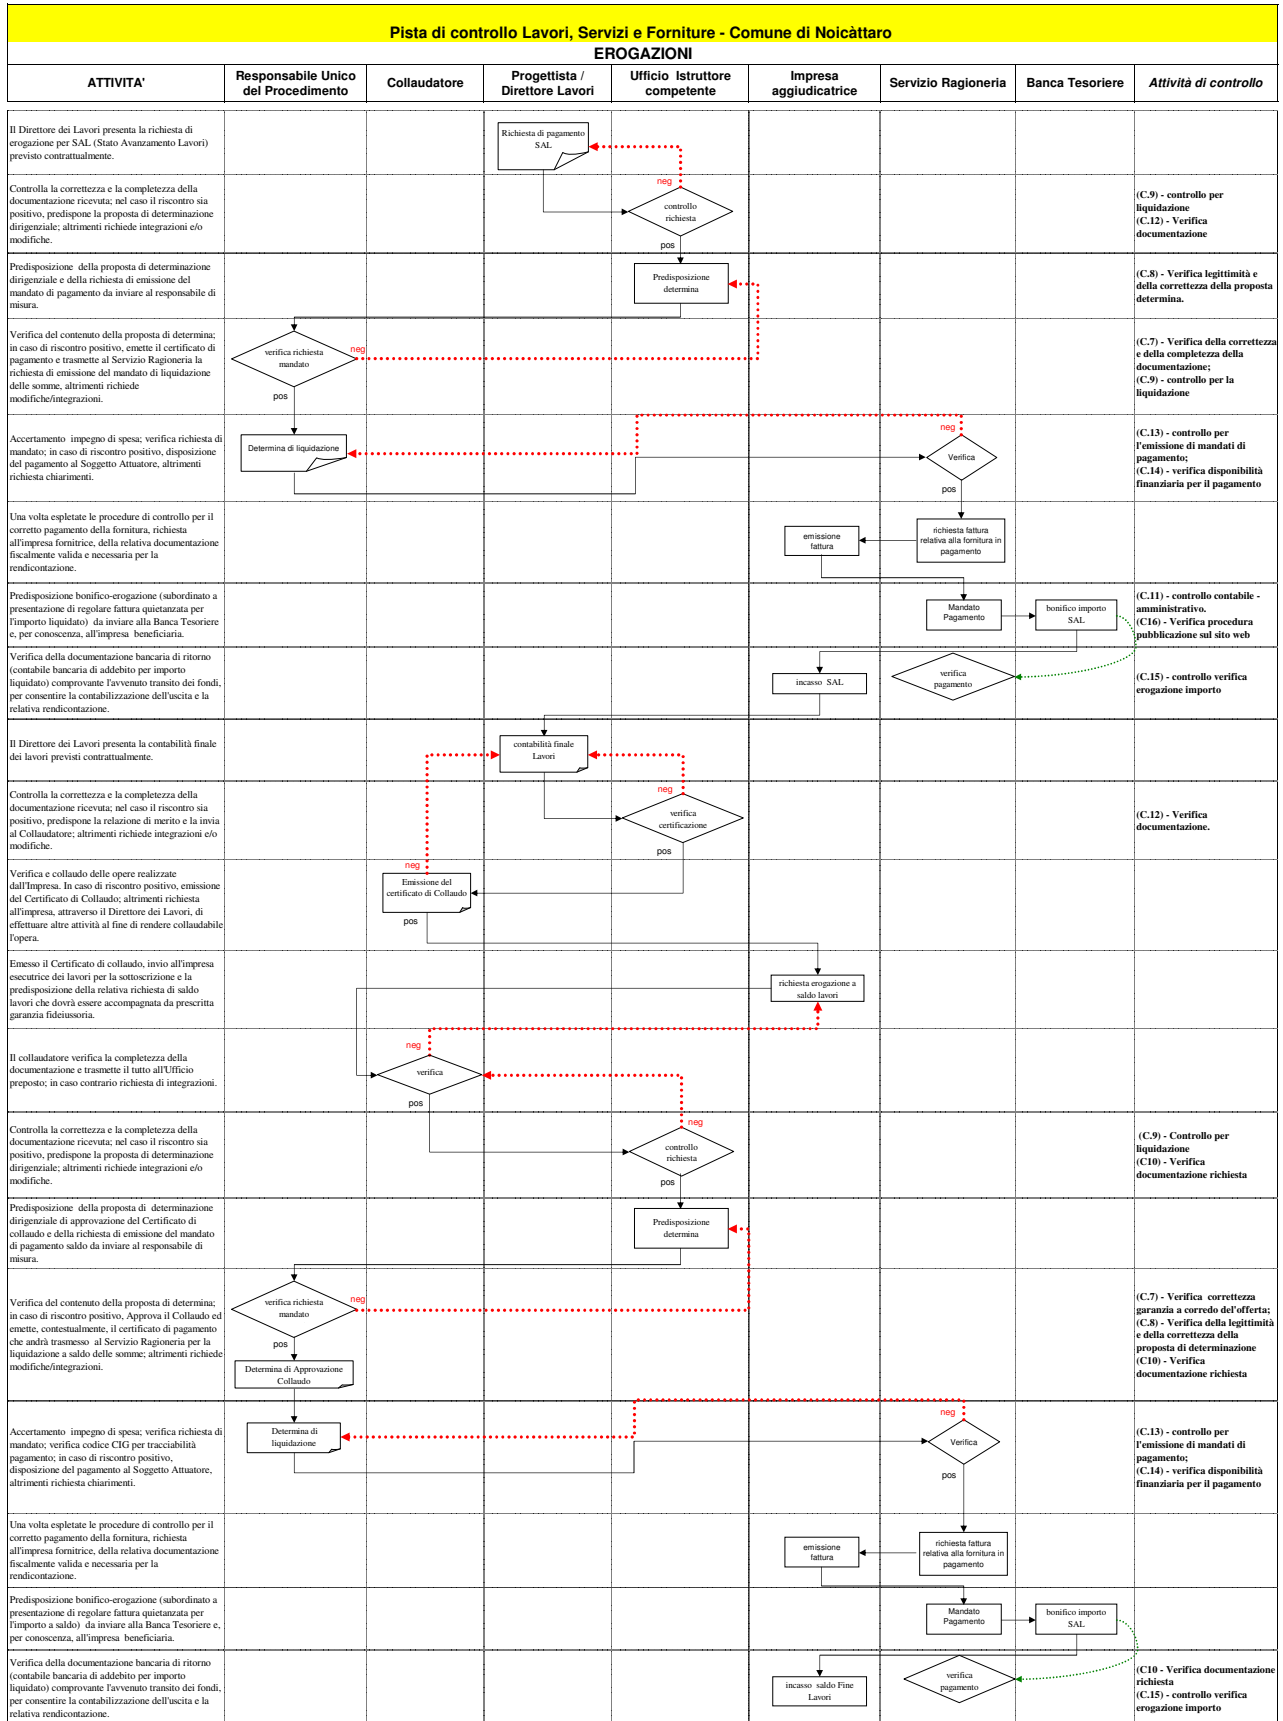 Pista di controllo Lavori, Servizi e Forniture - Comune di Noicàttaro
EROGAZIONI
ATTIVITA'
Responsabile Unico
del Procedimento
Collaudatore
Progettista /
Direttore Lavori
Ufficio Istruttore
competente
Impresa
aggiudicatrice
Servizio Ragioneria
Banca Tesoriere
Attività di controllo
Il Direttore dei Lavori presenta la richiesta di
erogazione per SAL (Stato Avanzamento Lavori)
previsto contrattualmente.
Richiesta di pagamento
SAL
neg
Controlla la correttezza e la completezza della
documentazione ricevuta; nel caso il riscontro sia
positivo, predispone la proposta di determinazione
dirigenziale; altrimenti richiede integrazioni e/o
modifiche.
controllo
richiesta
pos
(C.9) - controllo per
liquidazione
(C.12) - Verifica
documentazione
Predisposizione della proposta di determinazione
dirigenziale e della richiesta di emissione del
mandato di pagamento da inviare al responsabile di
misura.
Predisposizione
determina
(C.8) - Verifica legittimità e
della correttezza della proposta
determina.
Verifica del contenuto della proposta di determina;
in caso di riscontro positivo, emette il certificato di
pagamento e trasmette al Servizio Ragioneria la
richiesta di emissione del mandato di liquidazione
delle somme, altrimenti richiede
modifiche/integrazioni.
verifica richiesta
mandato
neg
pos
(C.7) - Verifica della correttezza
e della completezza della
documentazione;
(C.9) - controllo per la
liquidazione
Accertamento impegno di spesa; verifica richiesta di
mandato; in caso di riscontro positivo, disposizione
del pagamento al Soggetto Attuatore, altrimenti
richiesta chiarimenti.
Determina di liquidazione
neg
Verifica
pos
(C.13) - controllo per
l'emissione di mandati di
pagamento;
(C.14) - verifica disponibilità
finanziaria per il pagamento
Una volta espletate le procedure di controllo per il
corretto pagamento della fornitura, richiesta
all'impresa fornitrice, della relativa documentazione
fiscalmente valida e necessaria per la
rendicontazione.
emissione
fattura
richiesta fattura
relativa alla fornitura in
pagamento
Predisposizione bonifico-erogazione (subordinato a
presentazione di regolare fattura quietanzata per
l'importo liquidato) da inviare alla Banca Tesoriere
e, per conoscenza, all'impresa beneficiaria.
Mandato
Pagamento
bonifico importo
SAL
(C.11) - controllo contabile -
amministrativo.
(C16) - Verifica procedura
pubblicazione sul sito web
Verifica della documentazione bancaria di ritorno
(contabile bancaria di addebito per importo
liquidato) comprovante l'avvenuto transito dei fondi,
per consentire la contabilizzazione dell'uscita e la
relativa rendicontazione.
incasso SAL
verifica
pagamento
(C.15) - controllo verifica
erogazione importo
Il Direttore dei Lavori presenta la contabilità finale
dei lavori previsti contrattualmente.
contabilità finale
Lavori
neg
Controlla la correttezza e la completezza della
documentazione ricevuta; nel caso il riscontro sia
positivo, predispone la relazione di merito e la invia
al Collaudatore; altrimenti richiede integrazioni e/o
modifiche.
verifica
certificazione
pos
(C.12) - Verifica
documentazione.
neg
Verifica e collaudo delle opere realizzate
dall'Impresa. In caso di riscontro positivo, emissione
del Certificato di Collaudo; altrimenti richiesta
all'impresa, attraverso il Direttore dei Lavori, di
effettuare altre attività al fine di rendere collaudabile
l'opera.
Emissione del
certificato di Collaudo
pos
Emesso il Certificato di collaudo, invio all'impresa
esecutrice dei lavori per la sottoscrizione e la
predisposizione della relativa richiesta di saldo
lavori che dovrà essere accompagnata da prescritta
garanzia fideiussoria.
richiesta erogazione a
saldo lavori
neg
Il collaudatore verifica la completezza della
documentazione e trasmette il tutto all'Ufficio
preposto; in caso contrario richiesta di integrazioni.
verifica
pos
neg
Controlla la correttezza e la completezza della
documentazione ricevuta; nel caso il riscontro sia
positivo, predispone la proposta di determinazione
dirigenziale; altrimenti richiede integrazioni e/o
modifiche.
controllo
richiesta
pos
(C.9) - Controllo per
liquidazione
(C10) - Verifica
documentazione richiesta
Predisposizione della proposta di determinazione
dirigenziale di approvazione del Certificato di
collaudo e della richiesta di emissione del mandato
di pagamento saldo da inviare al responsabile di
misura.
Predisposizione
determina
Verifica del contenuto della proposta di determina;
in caso di riscontro positivo, Approva il Collaudo ed
emette, contestualmente, il certificato di pagamento
che andrà trasmesso al Servizio Ragioneria per la
liquidazione a saldo delle somme; altrimenti richiede
modifiche/integrazioni.
verifica richiesta
mandato
neg
pos
Determina di Approvazione
Collaudo
(C.7) - Verifica correttezza
garanzia a corredo del'offerta;
(C.8) - Verifica della legittimità
e della correttezza della
proposta di determinazione
(C10) - Verifica
documentazione richiesta
Accertamento impegno di spesa; verifica richiesta di
mandato; verifica codice CIG per tracciabilità
pagamento; in caso di riscontro positivo,
disposizione del pagamento al Soggetto Attuatore,
altrimenti richiesta chiarimenti.
Determina di
liquidazione
neg
Verifica
pos
(C.13) - controllo per
l'emissione di mandati di
pagamento;
(C.14) - verifica disponibilità
finanziaria per il pagamento
Una volta espletate le procedure di controllo per il
corretto pagamento della fornitura, richiesta
all'impresa fornitrice, della relativa documentazione
fiscalmente valida e necessaria per la
rendicontazione.
emissione
fattura
richiesta fattura
relativa alla fornitura in
pagamento
Predisposizione bonifico-erogazione (subordinato a
presentazione di regolare fattura quietanzata per
l'importo a saldo) da inviare alla Banca Tesoriere e,
per conoscenza, all'impresa beneficiaria.
Mandato
Pagamento
bonifico importo
SAL
Verifica della documentazione bancaria di ritorno
(contabile bancaria di addebito per importo
liquidato) comprovante l'avvenuto transito dei fondi,
per consentire la contabilizzazione dell'uscita e la
relativa rendicontazione.
incasso saldo Fine
Lavori
verifica
pagamento
(C10 - Verifica documentazione
richiesta
(C.15) - controllo verifica
erogazione importo